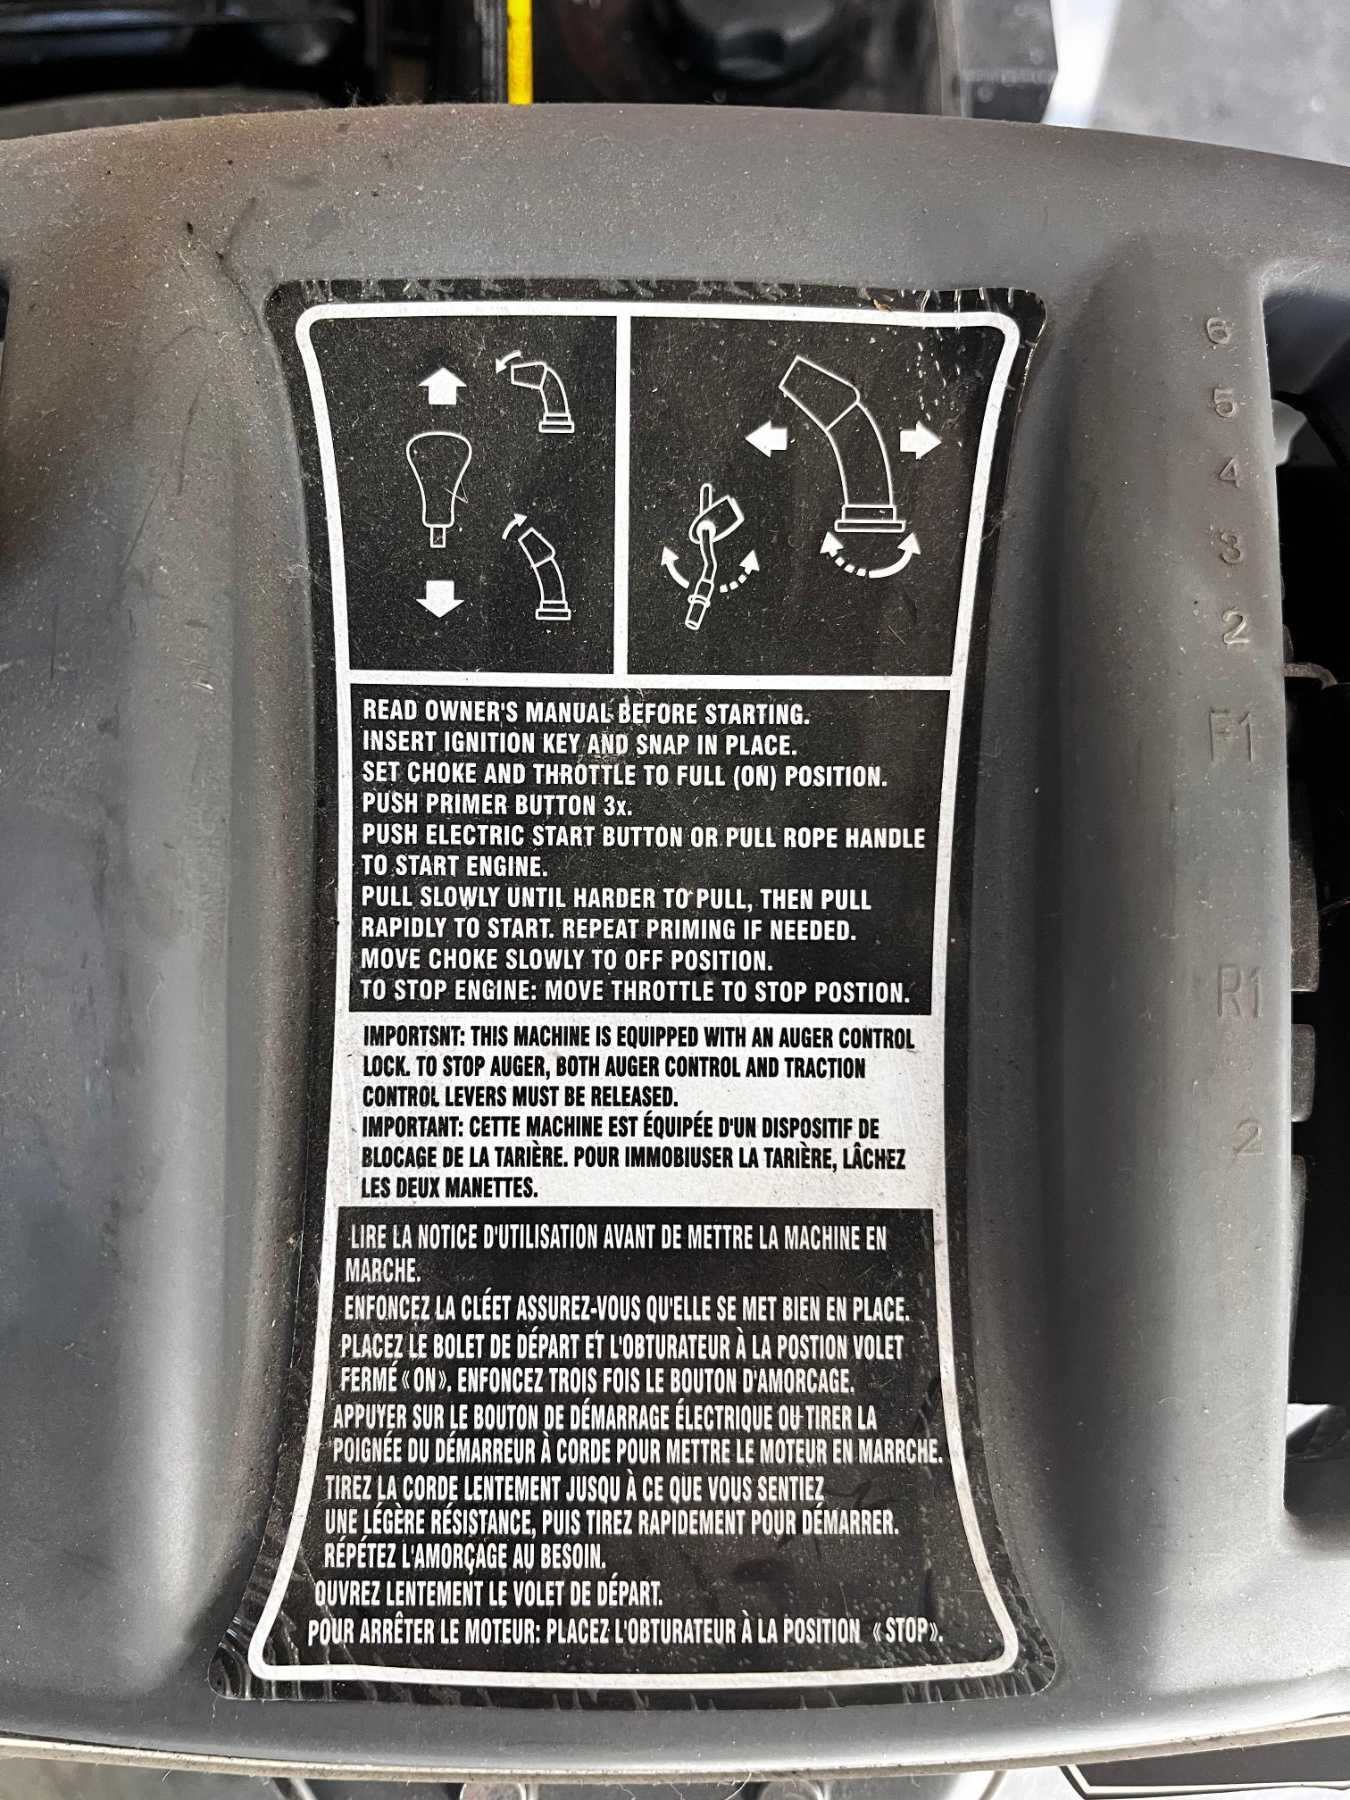 READ OWNER'S MANUAL BEFORE STARTING.
INSERT IGNITION KEY AND SNAP IN PLACE.
SET CHOKE AND THROTTLE TO FULL (ON) POSITION.
PUSH PRIMER BUTTON 3x.
PUSH ELECTRIC START BUTTON OR PULL ROPE HANDLE
TO START ENGINE.
PULL SLOWLY UNTIL HARDER TO PULL, THEN PULL
RAPIDLY TO START. REPEAT PRIMING IF NEEDED.
MOVE CHOKE SLOWLY TO OFF POSITION.
TO STOP ENGINE: MOVE THROTTLE TO STOP POSTION.
IMPORTSNT: THIS MACHINE IS EQUIPPED WITH AN AUGER CONTROL
LOCK. TO STOP AUGER, BOTH AUGER CONTROL AND TRACTION
CONTROL LEVERS MUST BE RELEASED.
IMPORTANT: CETTE MACHINE EST ÉQUIPÉE D'UN DISPOSITIF DE
BLOCAGE DE LA TARIÈRE. POUR IMMOBIUSER LA TARIÈRE, LÂCHEZ
LES DEUX MANETTES.
LIRE LA NOTICE D'UTILISATION AVANT DE METTRE LA MACHINE EN
MARCHE.
ENFONCEZ LA CLÉET ASSUREZ-VOUS QU'ELLE SE MET BIEN EN PLACE.
PLACEZ LE BOLET DE DÉPART ET L'OBTURATEUR À LA POSTION VOLET
FERMÉ « ON ». ENFONCEZ TROIS FOIS LE BOUTON D'AMORCAGE.
APPUYER SUR LE BOUTON DE DÉMARRAGE ÉLECTRIQUE OU TIRER LA
POIGNÉE DU DÉMARREUR À CORDE POUR METTRE LE MOTEUR EN MARRCHE.
TIREZ LA CORDE LENTEMENT JUSQU À CE QUE VOUS SENTIEZ
UNE LÉGÈRE RÉSISTANCE, PUIS TIREZ RAPIDEMENT POUR DÉMARRER.
RÉPÉTEZ L'AMORÇAGE AU BESOIN.
OUVREZ LENTEMENT LE VOLET DE DÉPART.
POUR ARRÊTER LE MOTEUR: PLACEZ L'OBTURATEUR À LA POSITION « STOP ».
6
5
4
3
2
F1
R1
2